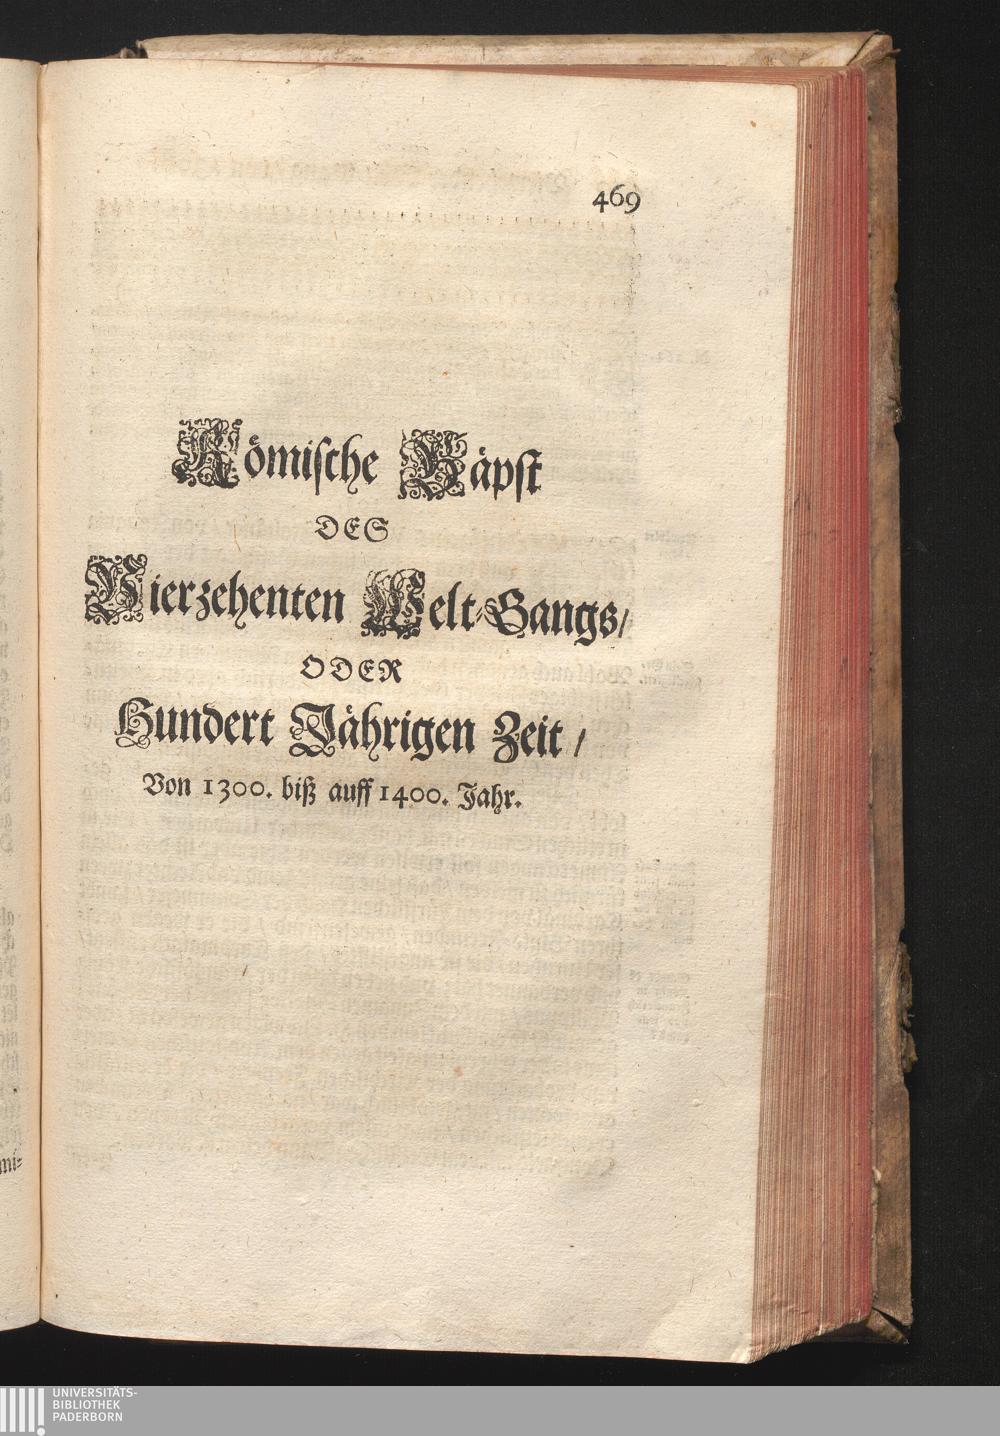 469
Römische Päpst
DES
Vierzehenten Welt-Gangs/
ODER
Hundert Jährigen Zeit /
Von 1300. biß auff 1400. Jahr.
UNIVERSITÄTS-
BIBLIOTHEK
PADERBORN